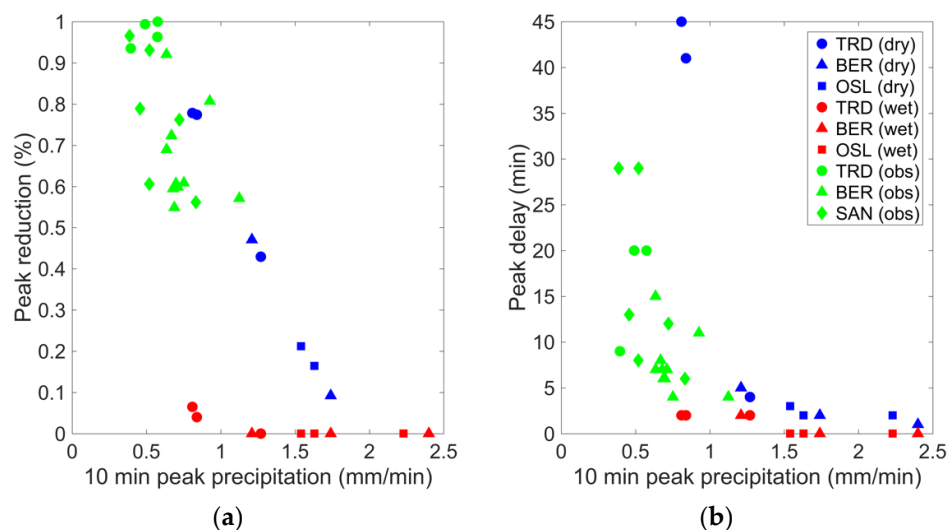 1
0.9
0.8
0.7
0.6
0.5
0.4
0.3
0.2
0.1
0
Peak reduction (%)
0 0.5 1 1.5 2 2.5
10 min peak precipitation (mm/min)
(a)
45
40
35
30
25
20
15
10
5
0
Peak delay (min)
TRD (dry)
BER (dry)
OSL (dry)
TRD (wet)
BER (wet)
OSL (wet)
TRD (obs)
BER (obs)
SAN (obs)
0 0.5 1 1.5 2 2.5
10 min peak precipitation (mm/min)
(b)